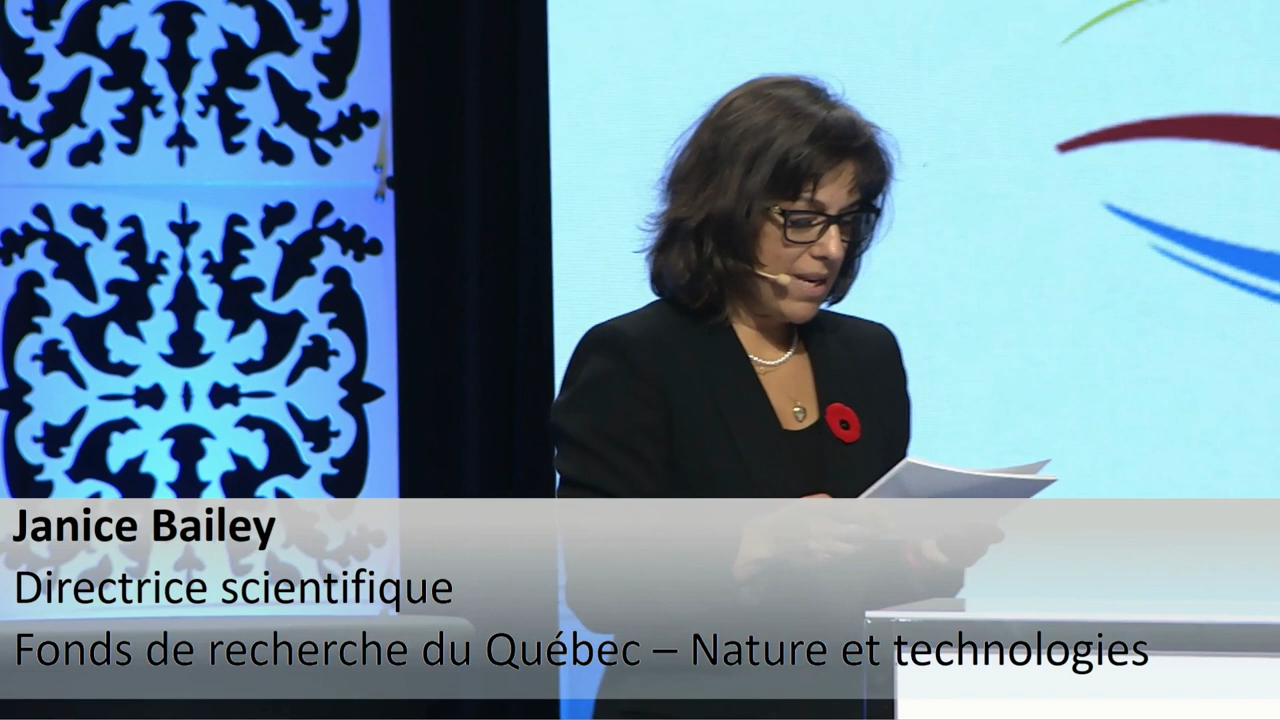 Janice Bailey
Directrice scientifique
Fonds de recherche du Québec – Nature et technologies